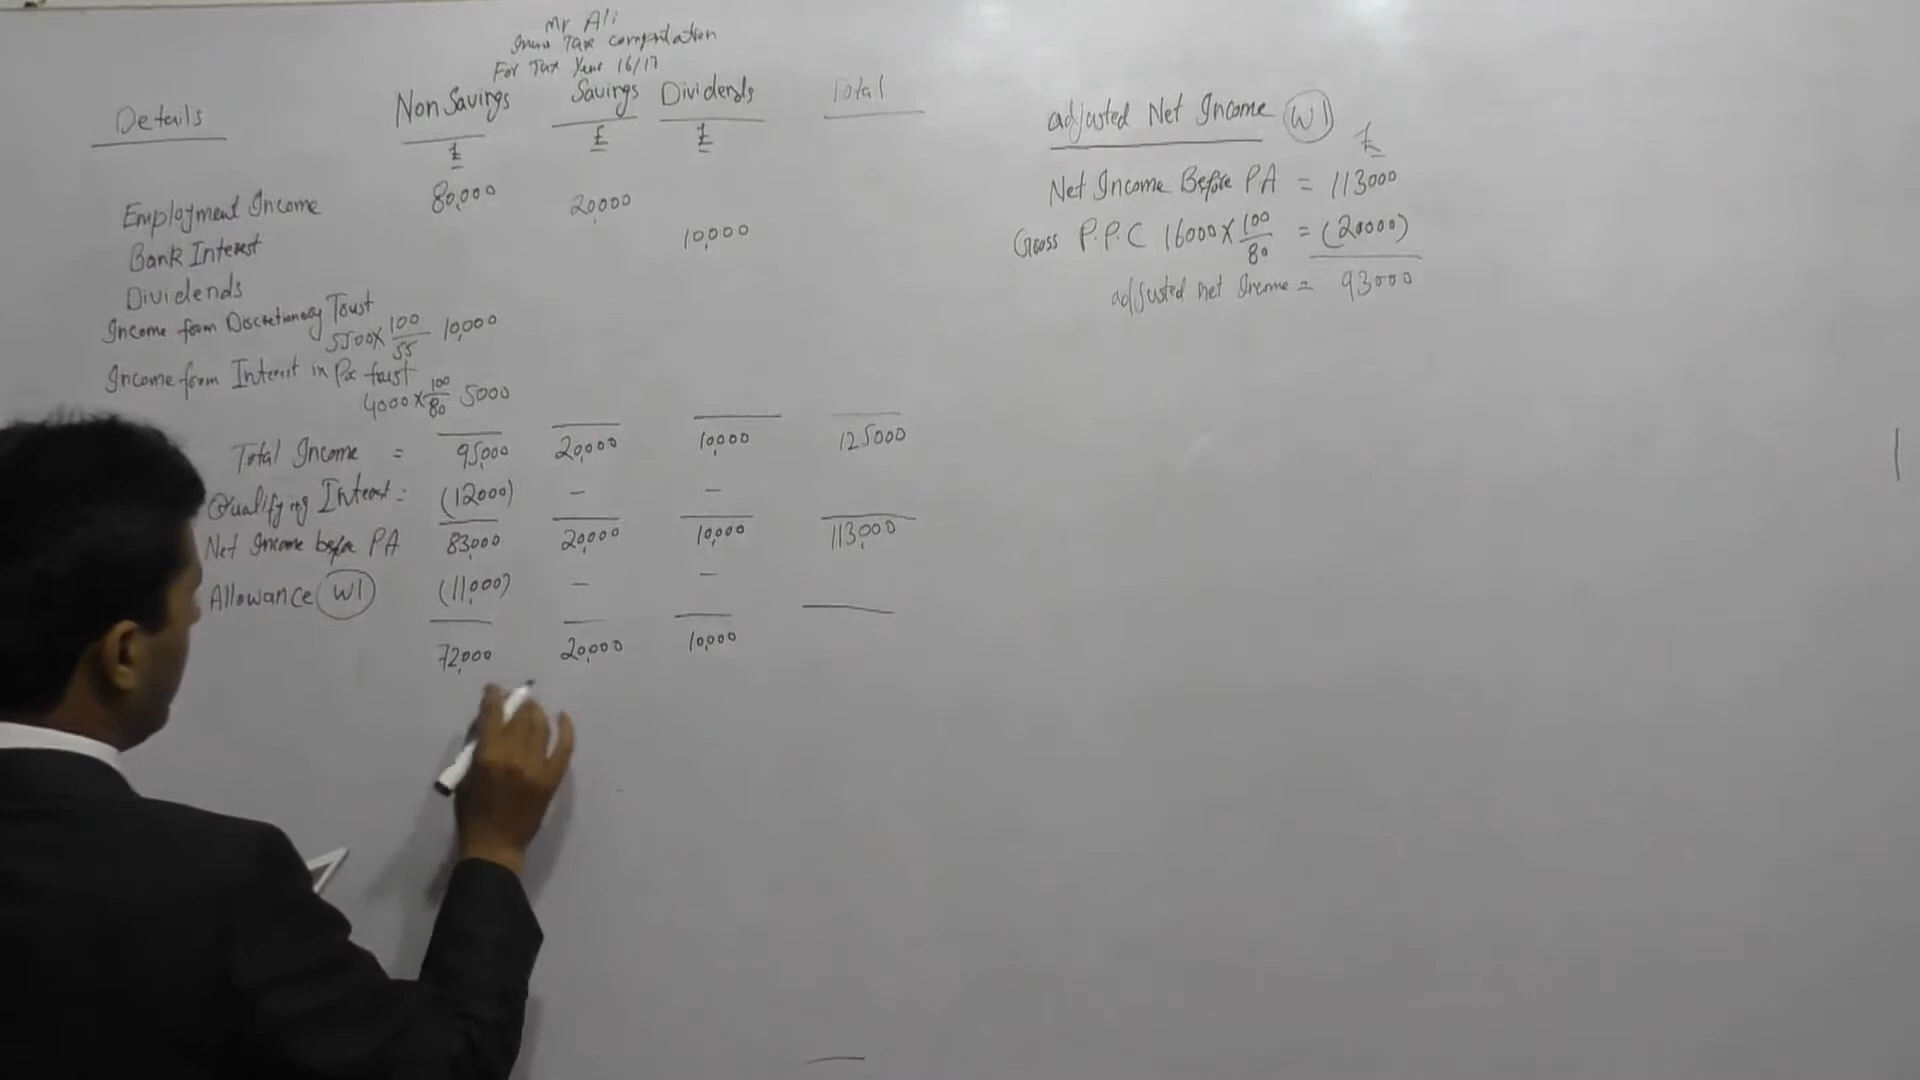 Mr Ali
Income Tax computation
For Tax Year 16/17
Details Non Savings Savings Dividends Total
£ £ £
Employment Income 80,000 20,000
Bank Interest 10,000
Dividends
Income from Discretionary Trust
5500 x 100/55 10,000
Income from Interest in Poc trust
4000 x 100/80 5000
Total Income = 95,000 20,000 10,000 125000
Qualifying Interest = (12000) - -
Net Income before PA 83,000 20,000 10,000 113,000
Allowance W1 (11,000) - -
72,000 20,000 10,000
adjusted Net Income W1
£
Net Income Before PA = 113000
Gross P.P.C 16000 x 100/80 = (20000)
adjusted net Income = 93000